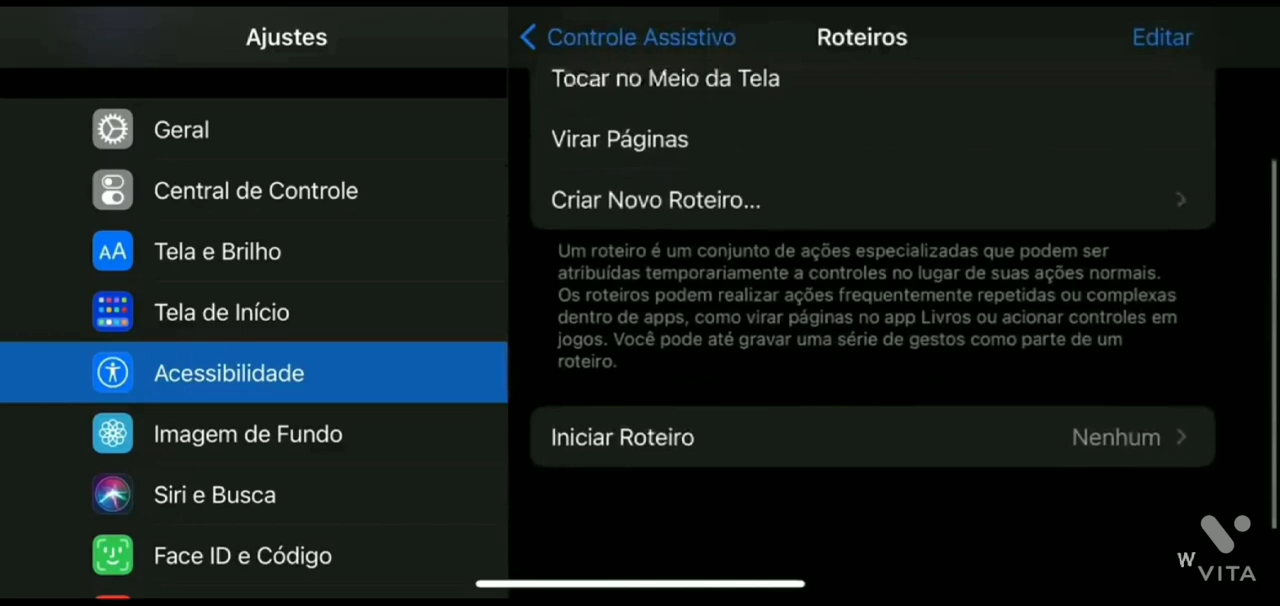 Ajustes
Geral
Central de Controle
AA
Tela e Brilho
Tela de Início
Acessibilidade
Imagem de Fundo
Siri e Busca
Face ID e Código
Controle Assistivo
Roteiros
Editar
Tocar no Meio da Tela
Virar Páginas
Criar Novo Roteiro...
Um roteiro é um conjunto de ações especializadas que podem ser
atribuídas temporariamente a controles no lugar de suas ações normais.
Os roteiros podem realizar ações frequentemente repetidas ou complexas
dentro de apps, como virar páginas no app Livros ou acionar controles em
jogos. Você pode até gravar uma série de gestos como parte de um
roteiro.
Iniciar Roteiro
Nenhum
W
VITA